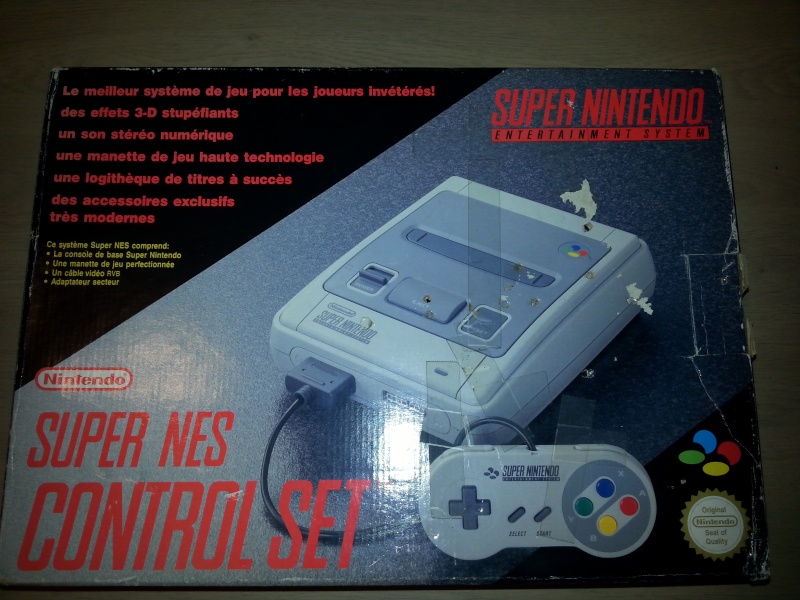 Le meilleur système de jeu pour les joueurs invétérés!
des effets 3-D stupéfiants
un son stéréo numérique
une manette de jeu haute technologie
une logithèque de titres à succès
des accessoires exclusifs
très modernes
Ce système Super NES comprend:
• La console de base Super Nintendo
• Une manette de jeu perfectionnée
• Un câble vidéo RVB
• Adaptateur secteur
SUPER NINTENDO
ENTERTAINMENT SYSTEM
SUPER NINTENDO
Nintendo
SUPER NES
CONTROL SET
SUPER NINTENDO
ENTERTAINMENT SYSTEM
SELECT START
X
Y
B
Original
Nintendo
Seal of
Quality